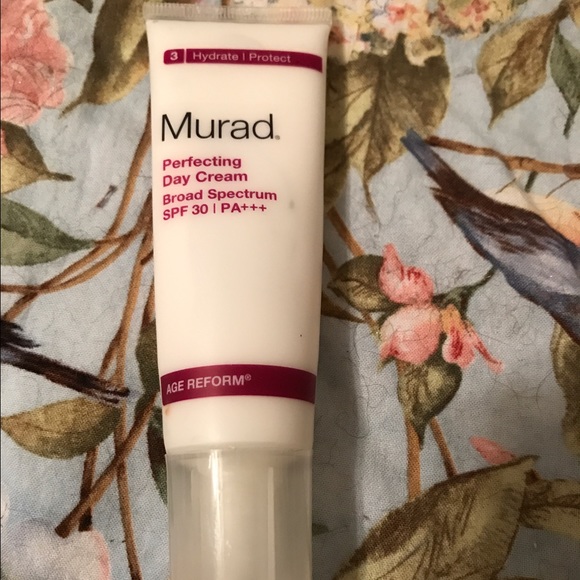 3 Hydrate | Protect
Murad.
Perfecting
Day Cream
Broad Spectrum
SPF 30 | PA+++
AGE REFORM®